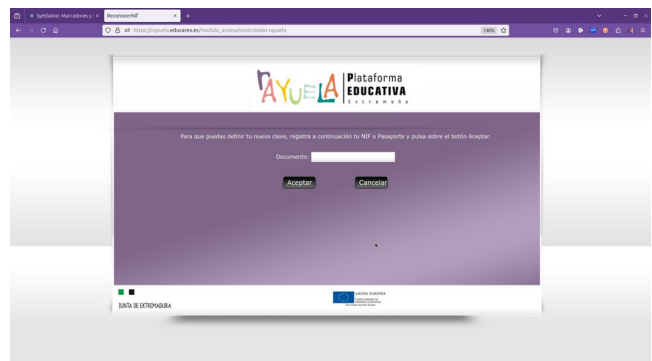 Symbaloo: Marcadores y
ReconocerNif
https://rayuela.educarex.es/modulo_acceso/controlador.rayuela
140%
rAYUELA
Plataforma
EDUCATIVA
Extremeña
Para que puedas definir tu nueva clave, registra a continuación tu NIF o Pasaporte y pulsa sobre el botón Aceptar.
Documento:
Aceptar Cancelar
JUNTA DE EXTREMADURA
UNIÓN EUROPEA